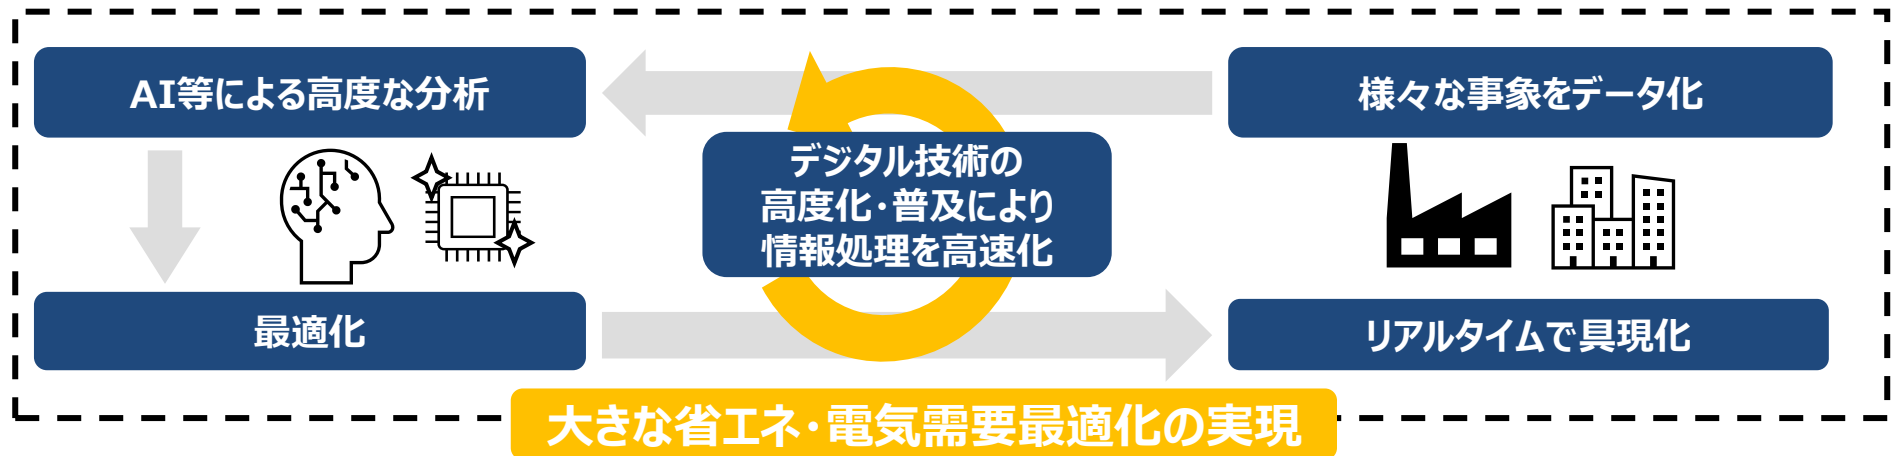 AI等による高度な分析
様々な事象をデータ化
デジタル技術の
高度化・普及により
情報処理を高速化
最適化
リアルタイムで具現化
大きな省エネ・電気需要最適化の実現